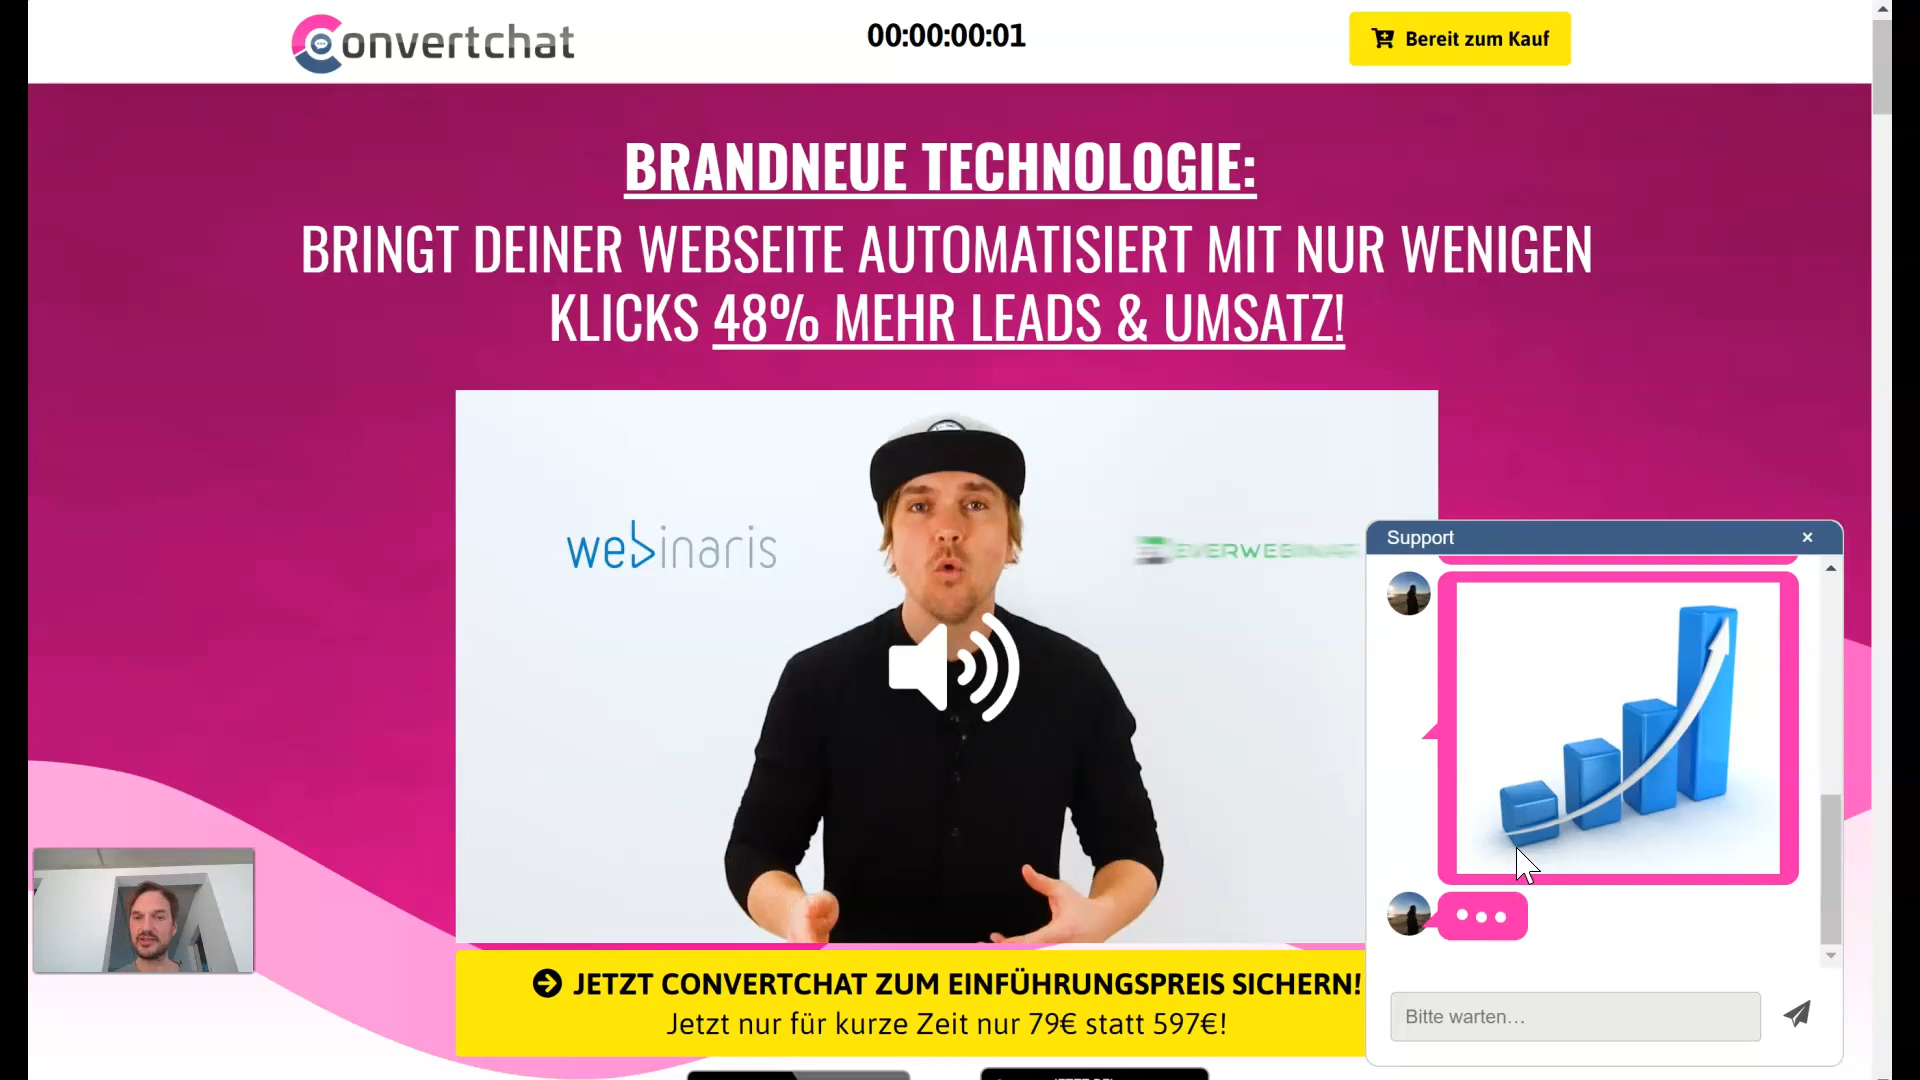 onvertchat
00:00:00:01
Bereit zum Kauf
BRANDNEUE TECHNOLOGIE:
BRINGT DEINER WEBSEITE AUTOMATISIERT MIT NUR WENIGEN
KLICKS 48% MEHR LEADS & UMSATZ!
webinaris
EVERWEBINAR
Support
JETZT CONVERTCHAT ZUM EINFÜHRUNGSPREIS SICHERN!
Jetzt nur für kurze Zeit nur 79€ statt 597€!
Bitte warten...